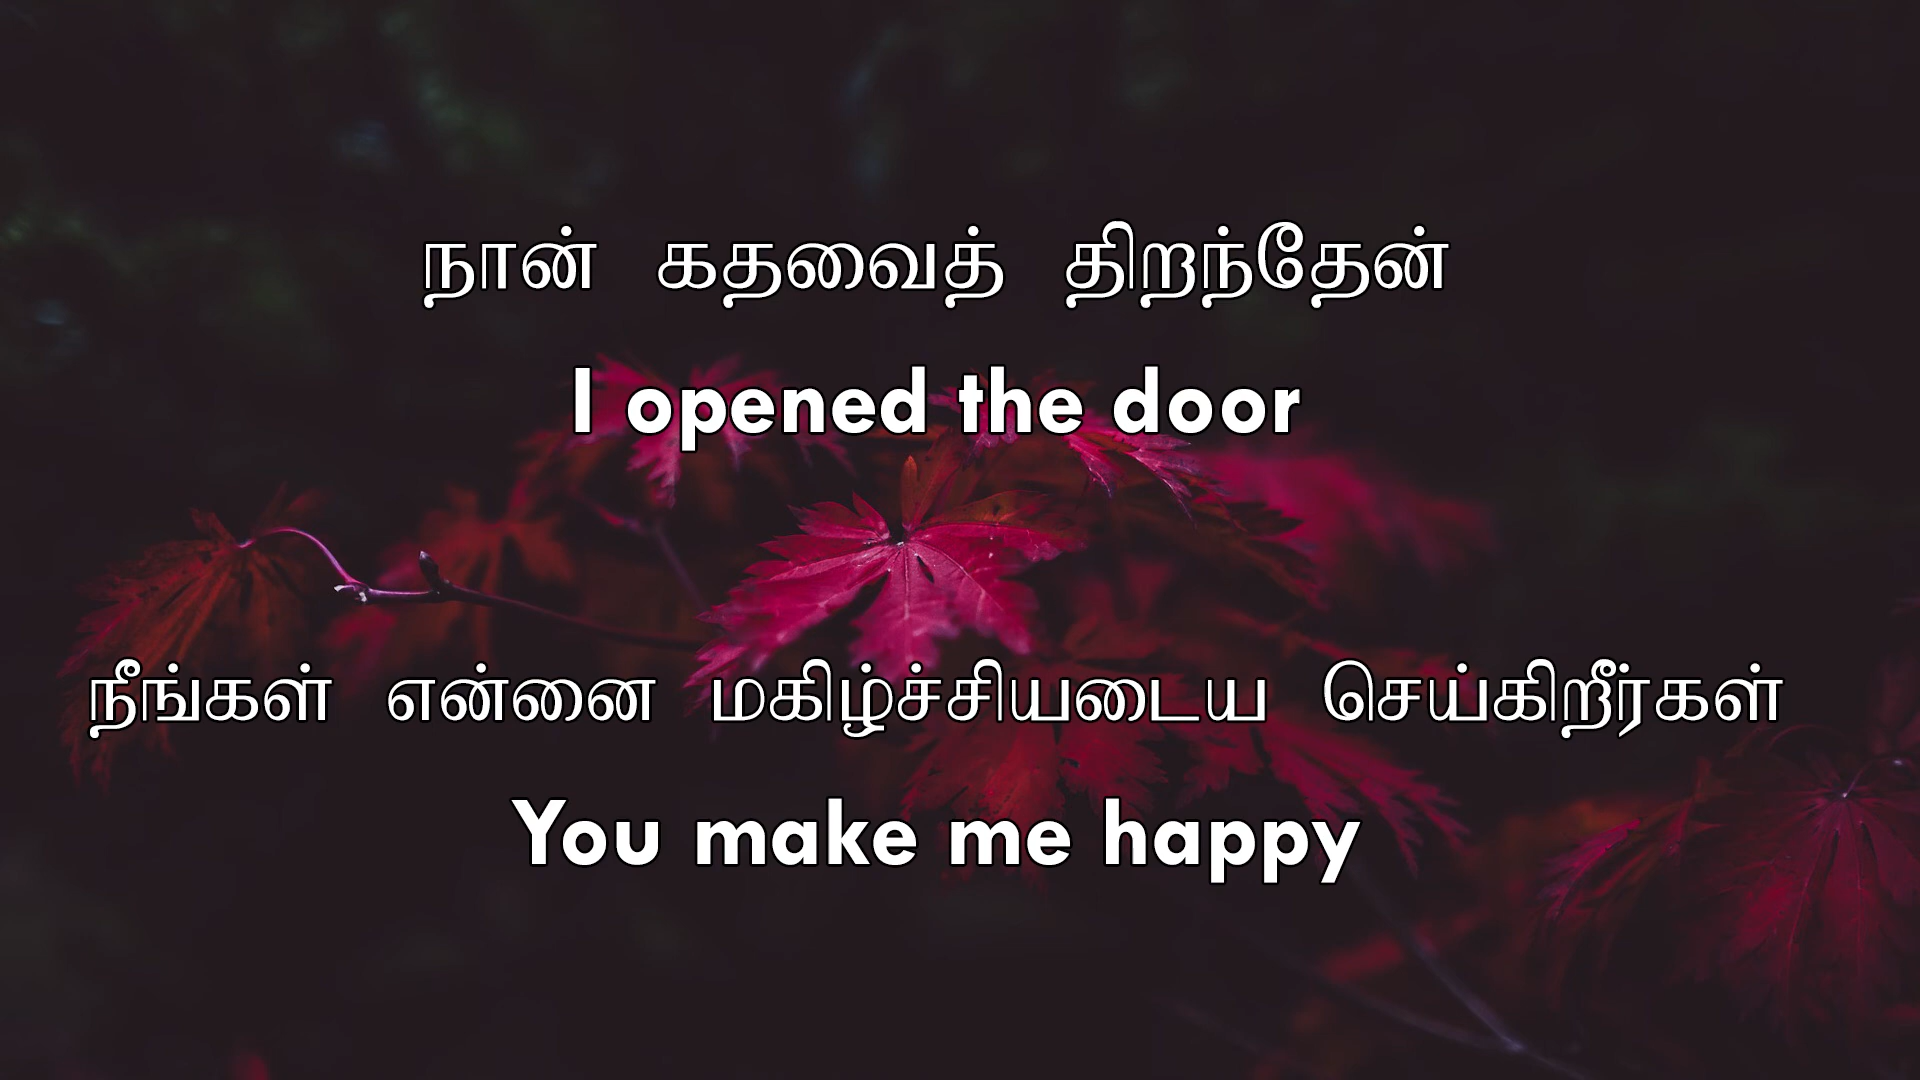 நான் கதவைத் திறந்தேன்
I opened the door
நீங்கள் என்னை மகிழ்ச்சியடைய செய்கிறீர்கள்
You make me happy